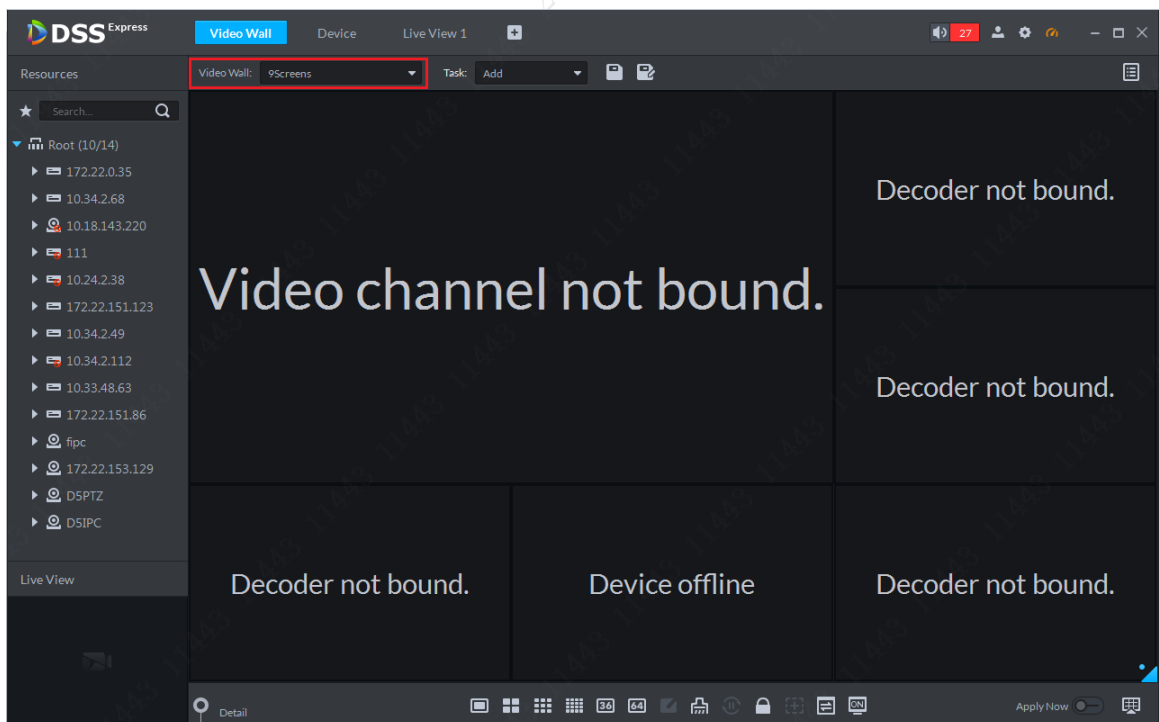 DSS Express
Video Wall Device Live View 1
27
Resources
Video Wall: 9Screens Task: Add
Search...
Root (10/14)
172.22.0.35
10.34.2.68
10.18.143.220
111
10.24.2.38
172.22.151.123
10.34.2.49
10.34.2.112
10.33.48.63
172.22.151.86
fipc
172.22.153.129
D5PTZ
D5IPC
Live View
Video channel not bound.
Decoder not bound.
Decoder not bound.
Decoder not bound.
Device offline
Decoder not bound.
Detail
36
64
ON
Apply Now